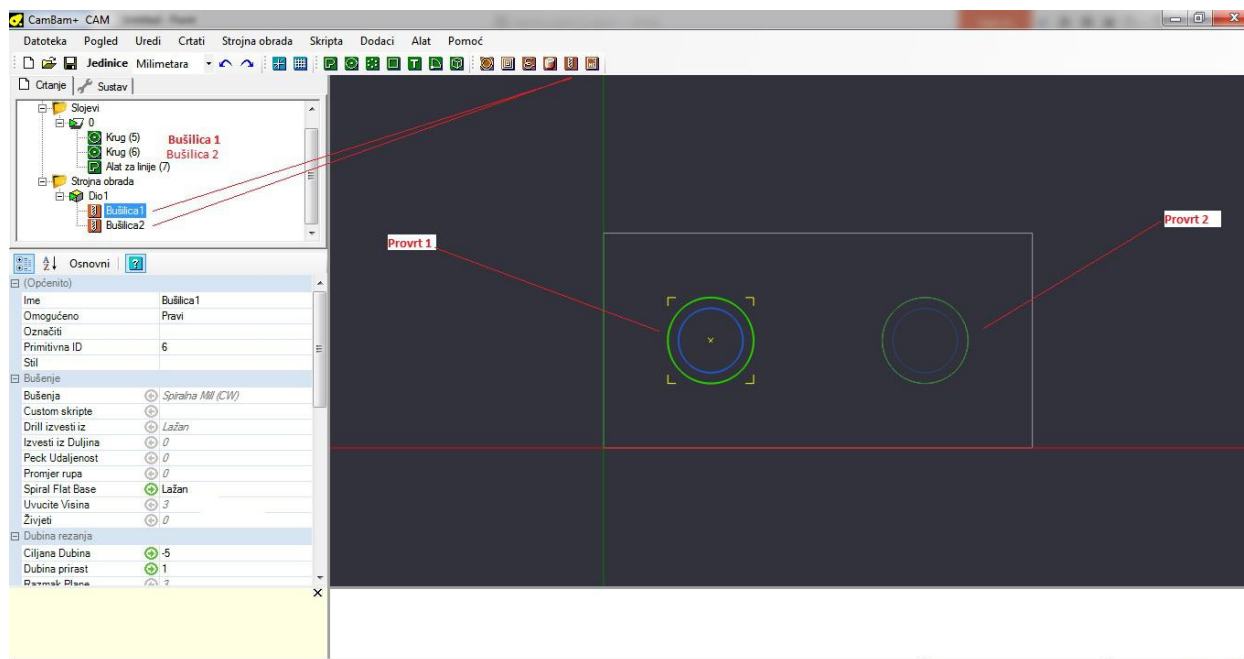 CamBam+ CAM
Datoteka Pogled Uredi Crtati Strojna obrada Skripta Dodaci Alat Pomoć
Jedinice Milimetara
Crtanje Sustav
Slojevi
0
Krug (5) Bušilica 1
Krug (6) Bušilica 2
Alat za linije (7)
Strojna obrada
Dio1
Bušilica1
Bušilica2
Provrt 1
Provrt 2
Osnovni
(Općenito)
Ime Bušilica1
Omogućeno Pravi
Označiti
Primitivna ID 6
Stil
Bušenje
Bušenja Spiralna Mill (CW)
Custom skripte
Drill izvesti iz Lažan
Izvesti iz Duljina 0
Peck Udaljenost 0
Promjer rupa 0
Spiral Flat Base Lažan
Uvucite Visina 3
Živjeti 0
Dubina rezanja
Ciljana Dubina -5
Dubina prirast 1
Razmak Plane 3